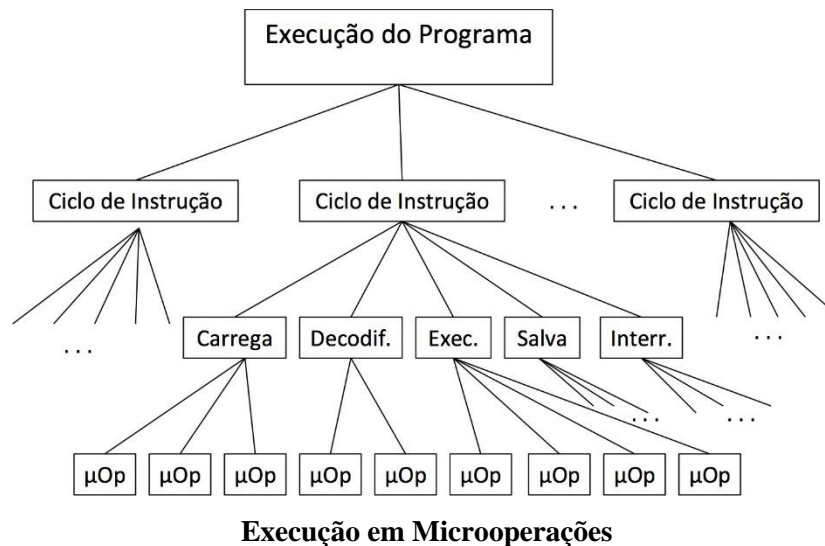 Execução do Programa
Ciclo de Instrução Ciclo de Instrução ... Ciclo de Instrução
Carrega Decodif. Exec. Salva Interr. ...
...
... ...
µOp µOp µOp µOp µOp µOp µOp µOp µOp
Execução em Microoperações